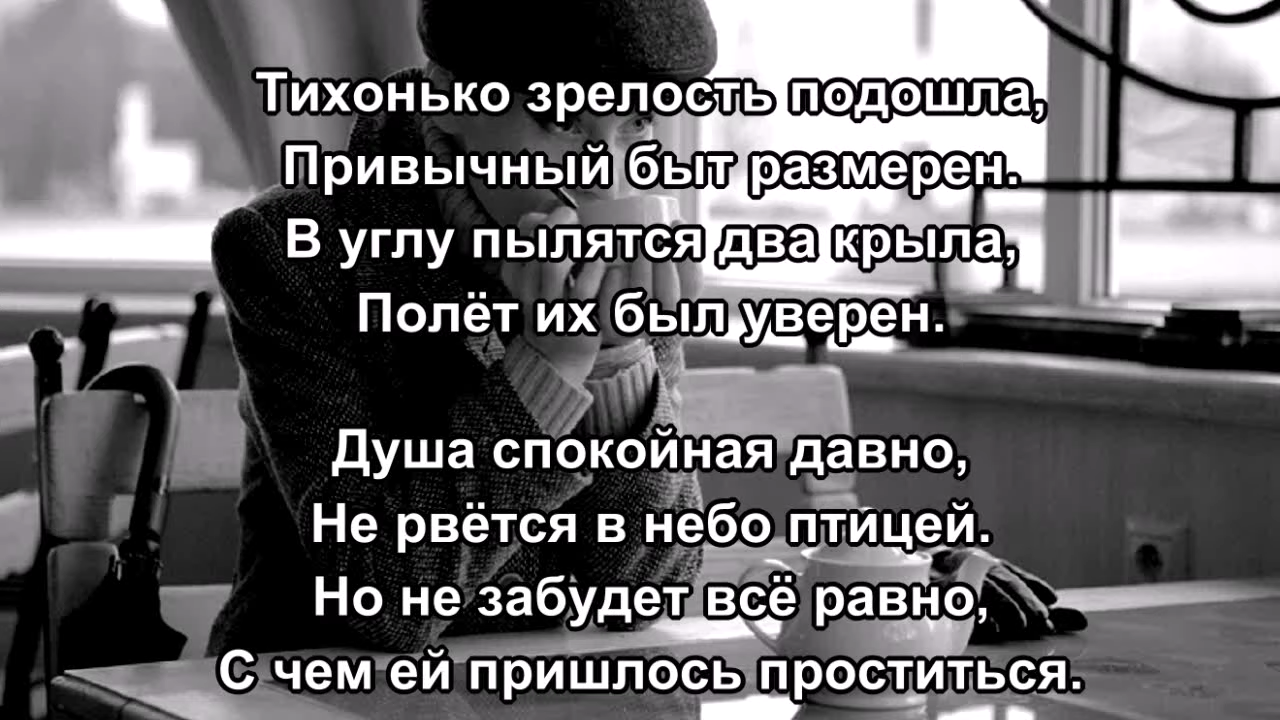 Тихонько зрелость подошла,
Привычный быт размерен.
В углу пылятся два крыла,
Полёт их был уверен.
Душа спокойная давно,
Не рвётся в небо птицей.
Но не забудет всё равно,
С чем ей пришлось проститься.